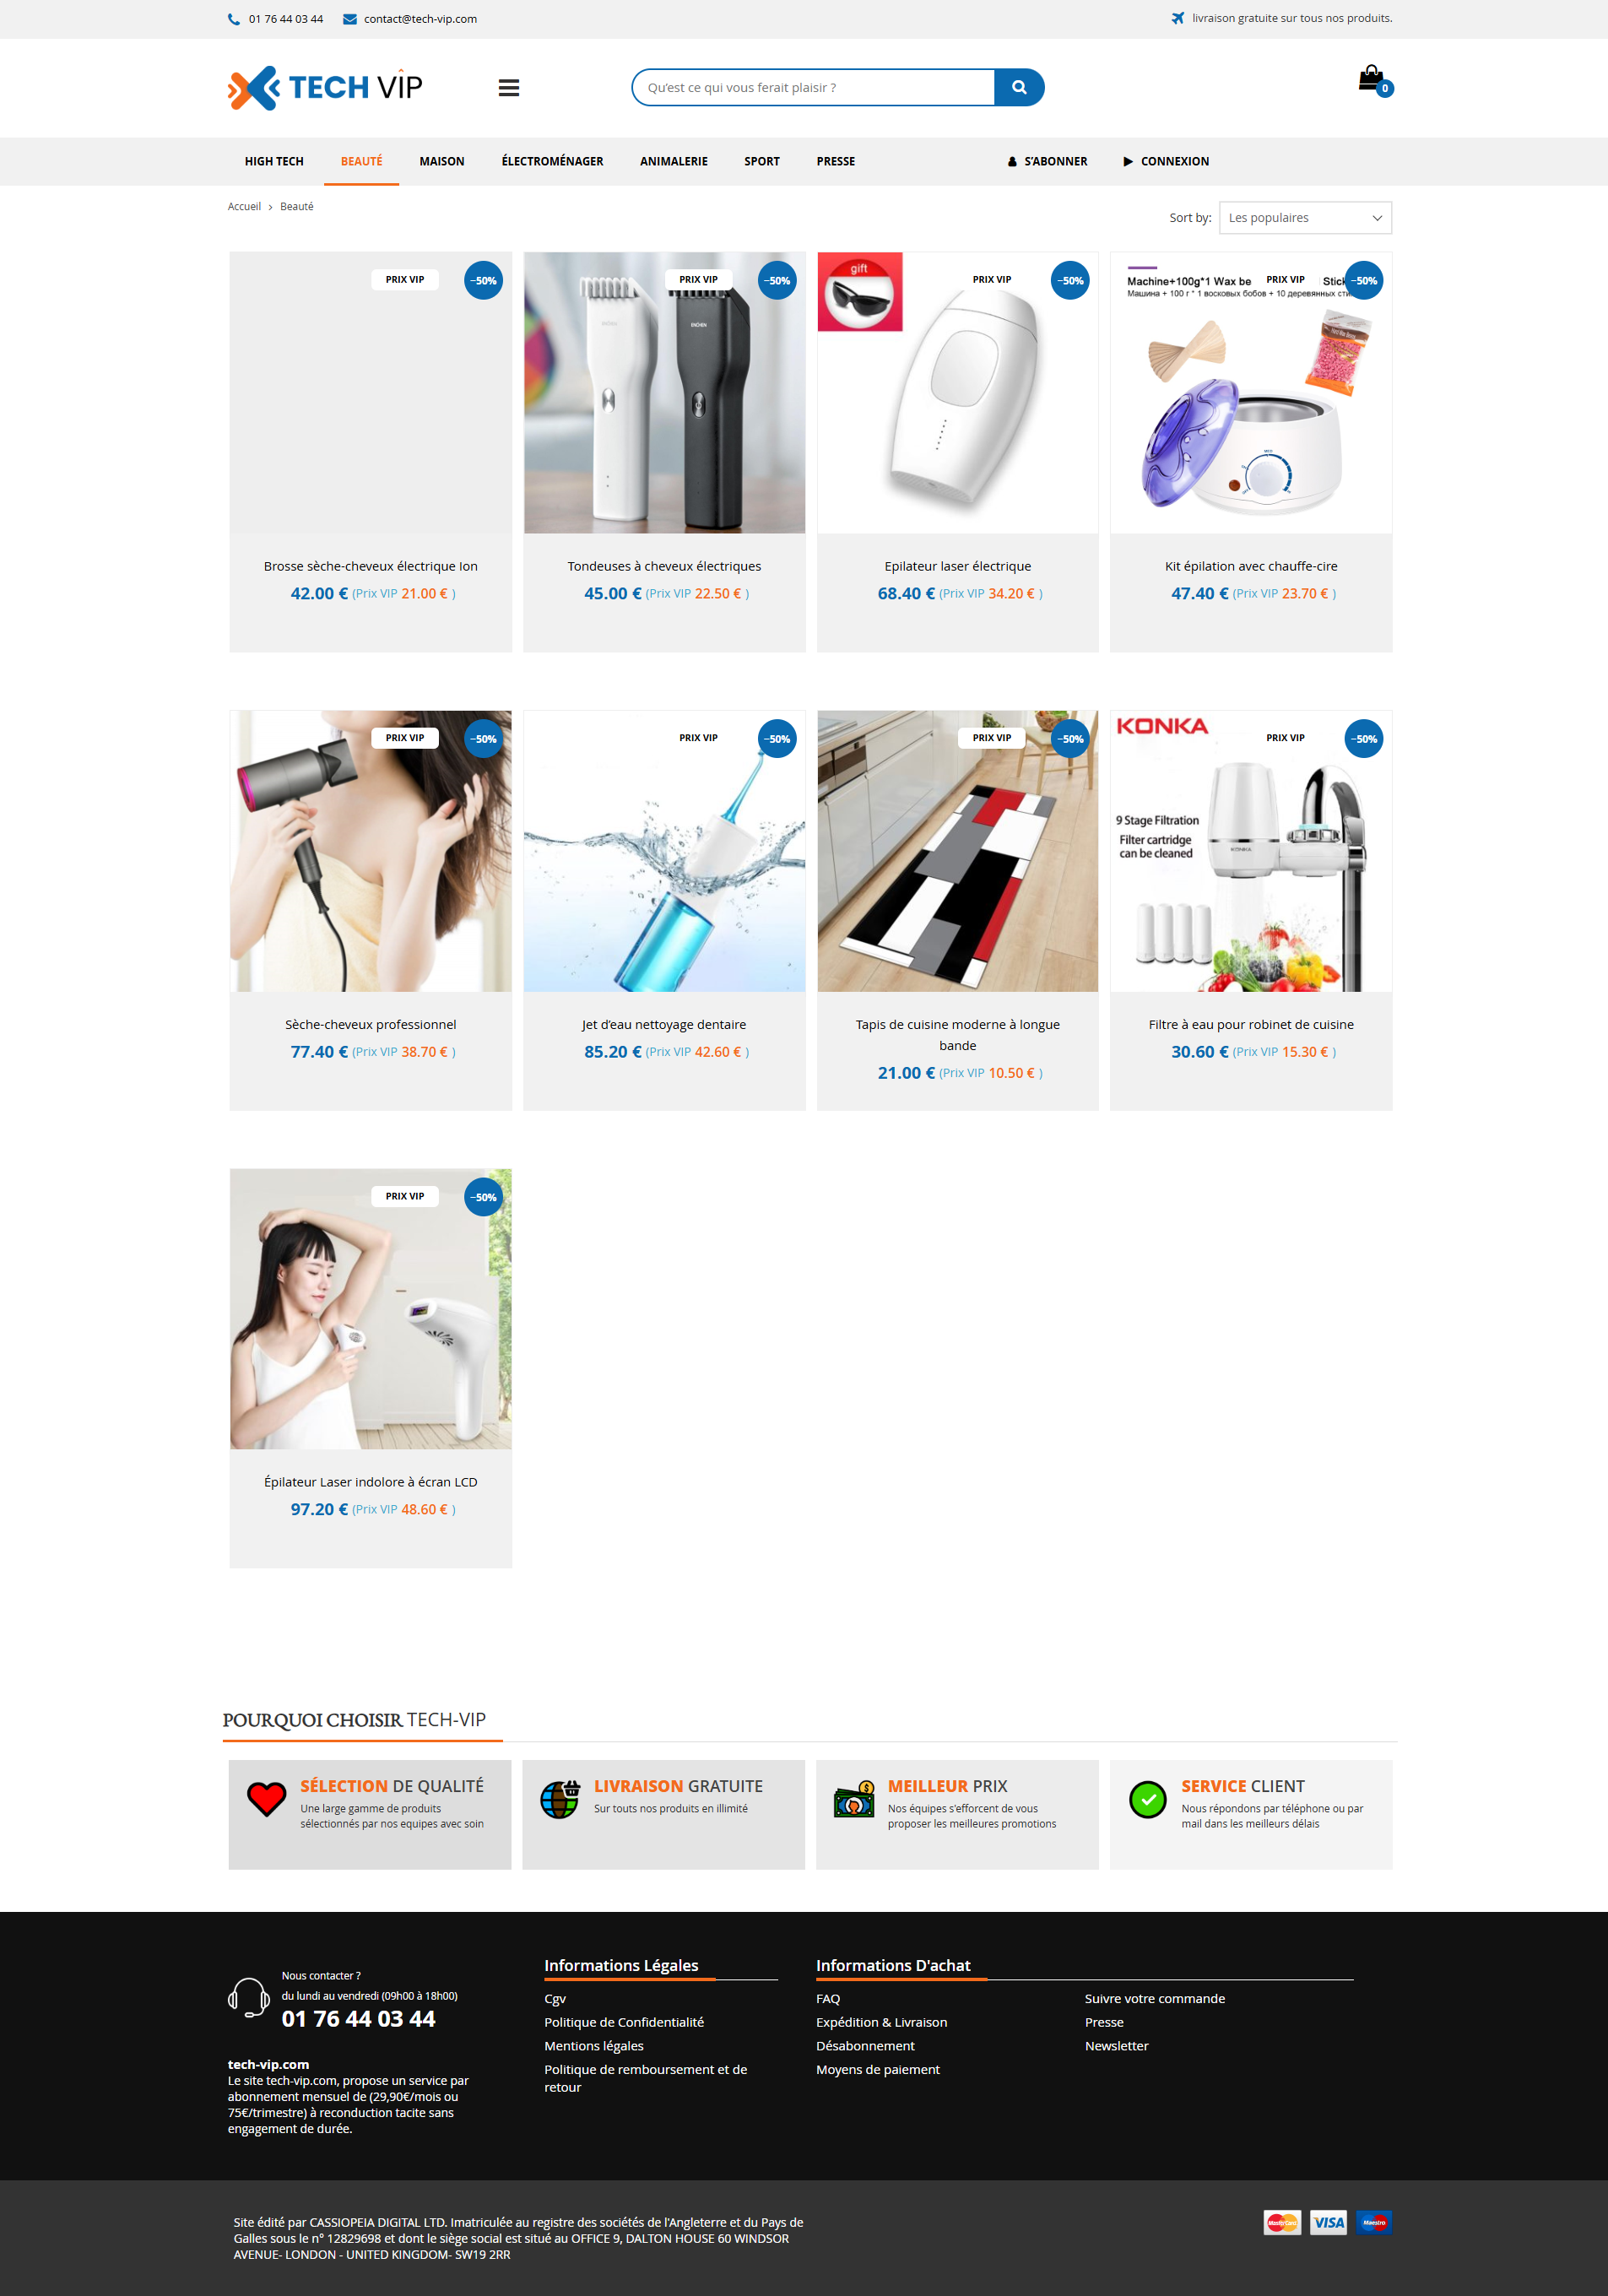 01 76 44 03 44 contact@tech-vip.com livraison gratuite sur tous nos produits.
TECH VIP
Qu'est ce qui vous ferait plaisir ?
0
HIGH TECH BEAUTÉ MAISON ÉLECTROMÉNAGER ANIMALERIE SPORT PRESSE S'ABONNER CONNEXION
Accueil > Beauté
Sort by: Les populaires
PRIX VIP -50%
PRIX VIP -50%
gift
PRIX VIP -50%
Machine+100g*1 Wax be PRIX VIP Stick -50%
Машина + 100 г * 1 восковых бобов + 10 деревянных
Brosse sèche-cheveux électrique Ion
42.00 € (Prix VIP 21.00 € )
Tondeuses à cheveux électriques
45.00 € (Prix VIP 22.50 € )
Epilateur laser électrique
68.40 € (Prix VIP 34.20 € )
Kit épilation avec chauffe-cire
47.40 € (Prix VIP 23.70 € )
PRIX VIP -50%
PRIX VIP -50%
PRIX VIP -50%
KONKA
PRIX VIP -50%
9 Stage Filtration
Filter cartridge
can be cleaned
KONKA
Sèche-cheveux professionnel
77.40 € (Prix VIP 38.70 € )
Jet d'eau nettoyage dentaire
85.20 € (Prix VIP 42.60 € )
Tapis de cuisine moderne à longue
bande
21.00 € (Prix VIP 10.50 € )
Filtre à eau pour robinet de cuisine
30.60 € (Prix VIP 15.30 € )
PRIX VIP -50%
Épilateur Laser indolore à écran LCD
97.20 € (Prix VIP 48.60 € )
POURQUOI CHOISIR TECH-VIP
SÉLECTION DE QUALITÉ
Une large gamme de produits
sélectionnés par nos equipes avec soin
LIVRAISON GRATUITE
Sur touts nos produits en illimité
MEILLEUR PRIX
Nos équipes s'efforcent de vous
proposer les meilleures promotions
SERVICE CLIENT
Nous répondons par téléphone ou par
mail dans les meilleurs délais
Nous contacter ?
du lundi au vendredi (09h00 à 18h00)
01 76 44 03 44
tech-vip.com
Le site tech-vip.com, propose un service par
abonnement mensuel de (29,90€/mois ou
75€/trimestre) à reconduction tacite sans
engagement de durée.
Informations Légales
Cgv
Politique de Confidentialité
Mentions légales
Politique de remboursement et de
retour
Informations D'achat
FAQ
Expédition & Livraison
Désabonnement
Moyens de paiement
Suivre votre commande
Presse
Newsletter
Site édité par CASSIOPEIA DIGITAL LTD. Imatriculée au registre des sociétés de l'Angleterre et du Pays de
Galles sous le n° 12829698 et dont le siège social est situé au OFFICE 9, DALTON HOUSE 60 WINDSOR
AVENUE- LONDON - UNITED KINGDOM- SW19 2RR
MasterCard VISA Maestro